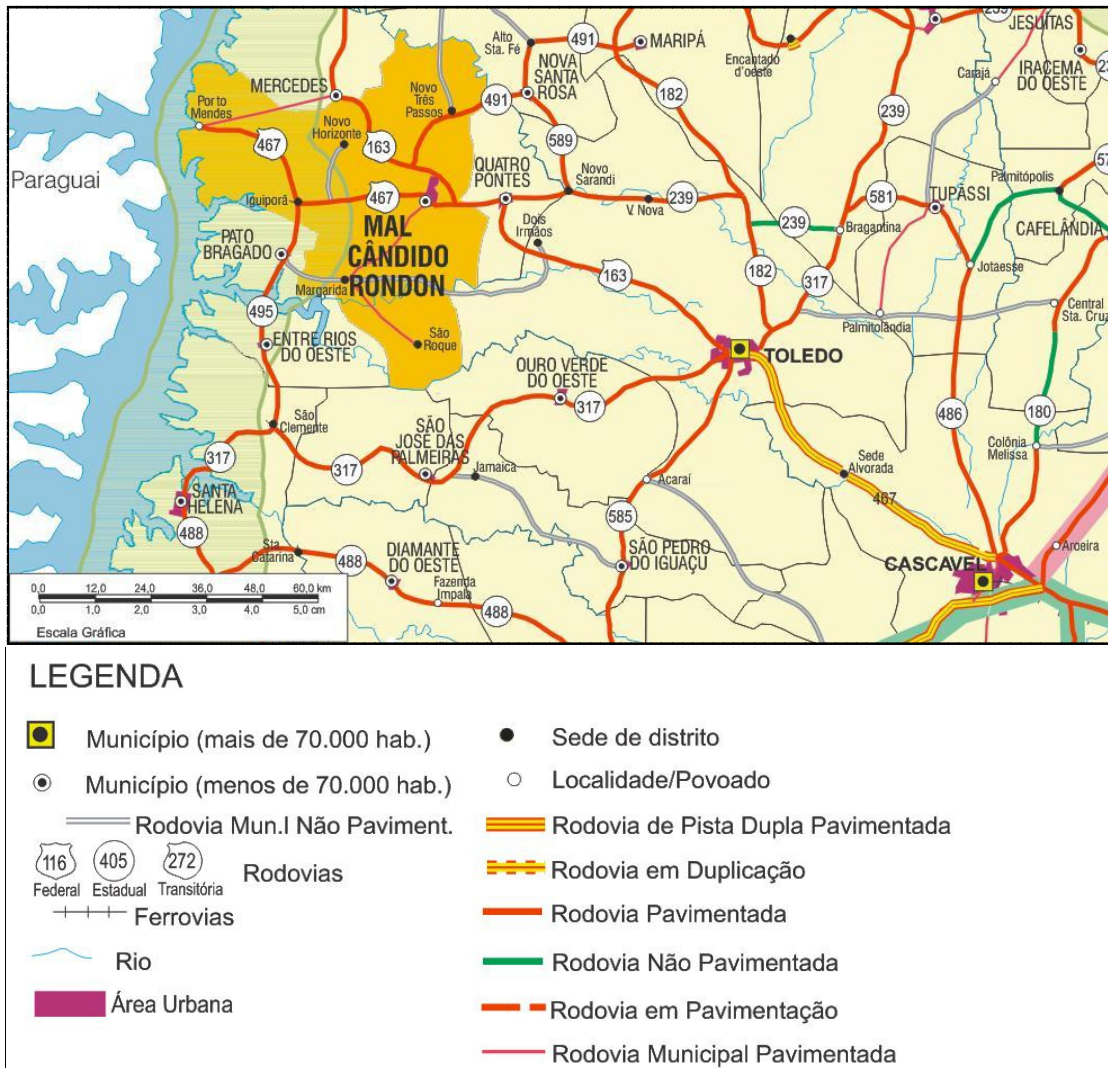 239
JESUÍTAS
Alto
Sta. Fé
491
MARIPÁ
Encantado
d'oeste
Carajá
IRACEMA
DO OESTE
MERCEDES
Novo
Três
Passos
NOVA
SANTA
ROSA
182
239
Porto
Mendes
Novo
Horizonte
491
163
467
589
Paraguai
Iguiporã
467
QUATRO
PONTES
Novo
Sarandi
V. Nova
239
581
TUPÃSSI
Palmitópolis
57
CAFELÂNDIA
MAL
CÂNDIDO
RONDON
Dois
Irmãos
239
Bragantina
PATO
BRAGADO
Margarida
163
182
317
Jotaesse
495
Palmitolândia
Central
Sta. Cruz
ENTRE RIOS
DO OESTE
São
Roque
TOLEDO
OURO VERDE
DO OESTE
317
486
180
São
Clemente
SÃO
JOSÉ DAS
PALMEIRAS
317
317
Jamaica
Acaraí
Sede
Alvorada
467
Colônia
Melissa
SANTA
HELENA
488
585
Sta.
Catarina
488
DIAMANTE
DO OESTE
SÃO PEDRO
DO IGUAÇU
CASCAVEL
Aroeira
Fazenda
Impala
488
0,0 12,0 24,0 36,0 48,0 60,0 km
0,0 1,0 2,0 3,0 4,0 5,0 cm
Escala Gráfica
LEGENDA
Município (mais de 70.000 hab.)
Município (menos de 70.000 hab.)
Rodovia Mun.l Não Paviment.
116 405 272
Federal Estadual Transitória
Rodovias
Ferrovias
Rio
Área Urbana
Sede de distrito
Localidade/Povoado
Rodovia de Pista Dupla Pavimentada
Rodovia em Duplicação
Rodovia Pavimentada
Rodovia Não Pavimentada
Rodovia em Pavimentação
Rodovia Municipal Pavimentada